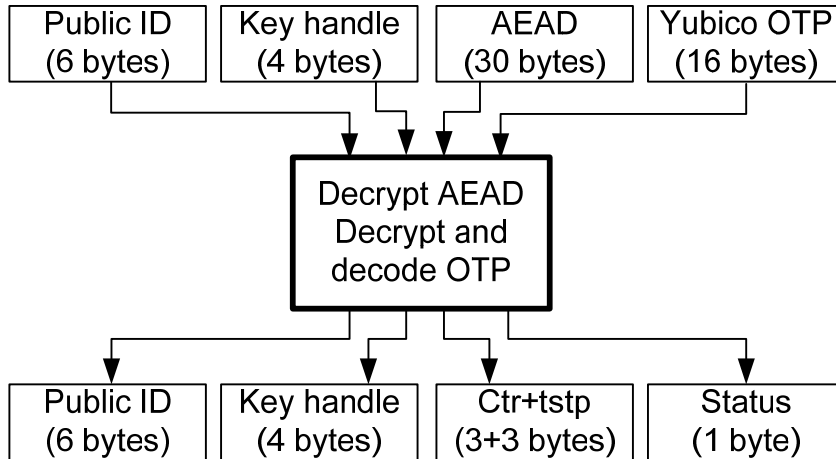 Public ID
(6 bytes)
Key handle
(4 bytes)
AEAD
(30 bytes)
Yubico OTP
(16 bytes)
Decrypt AEAD
Decrypt and
decode OTP
Public ID
(6 bytes)
Key handle
(4 bytes)
Ctr+tstp
(3+3 bytes)
Status
(1 byte)